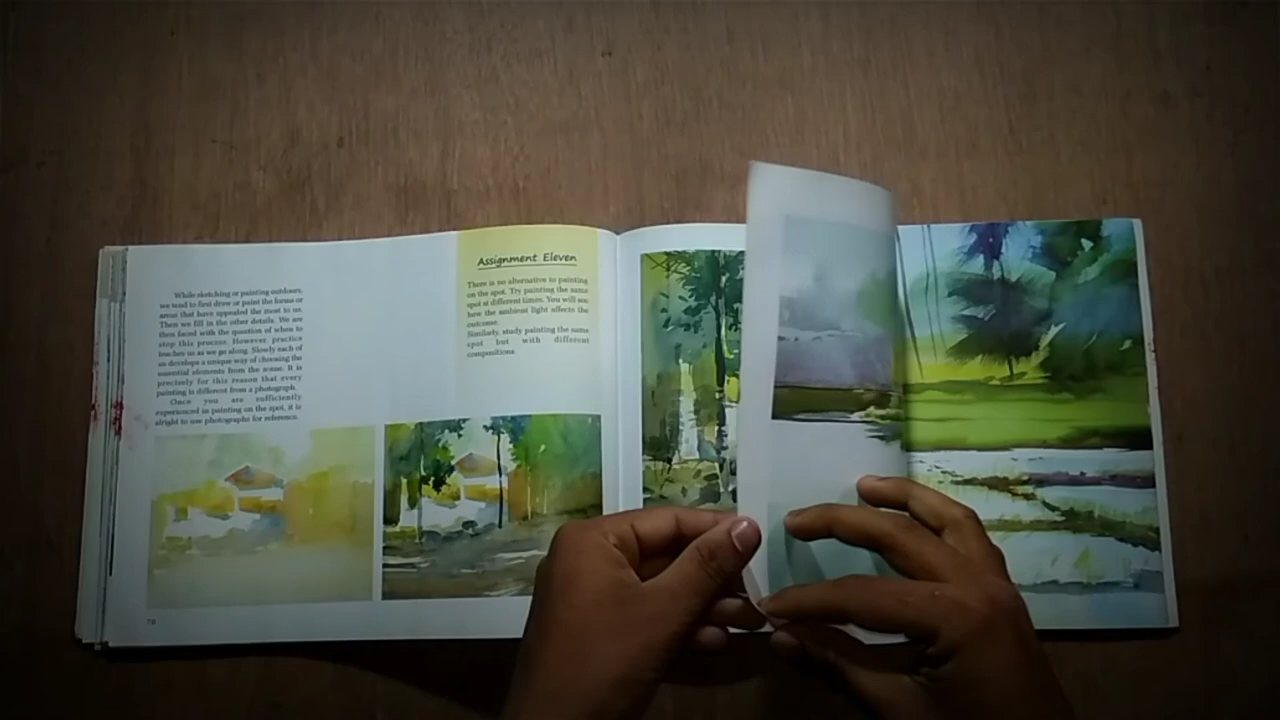 While sketching or painting outdoors,
we tend to first draw or paint the forms or
areas that have appealed the most to us.
Then we fill in the other details. We are
then faced with the question of when to
stop this process. However, practice
teaches us as we go along. Slowly each of
us develops a unique way of choosing the
essential elements from the scene. It is
precisely for this reason that every
painting is different from a photograph.
Once you are sufficiently
experienced in painting on the spot, it is
alright to use photographs for reference.
Assignment Eleven
There is no alternative to painting
on the spot. Try painting the same
spot at different times. You will see
how the ambient light affects the
outcome.
Similarly, study painting the same
spot but with different
compositions.
78